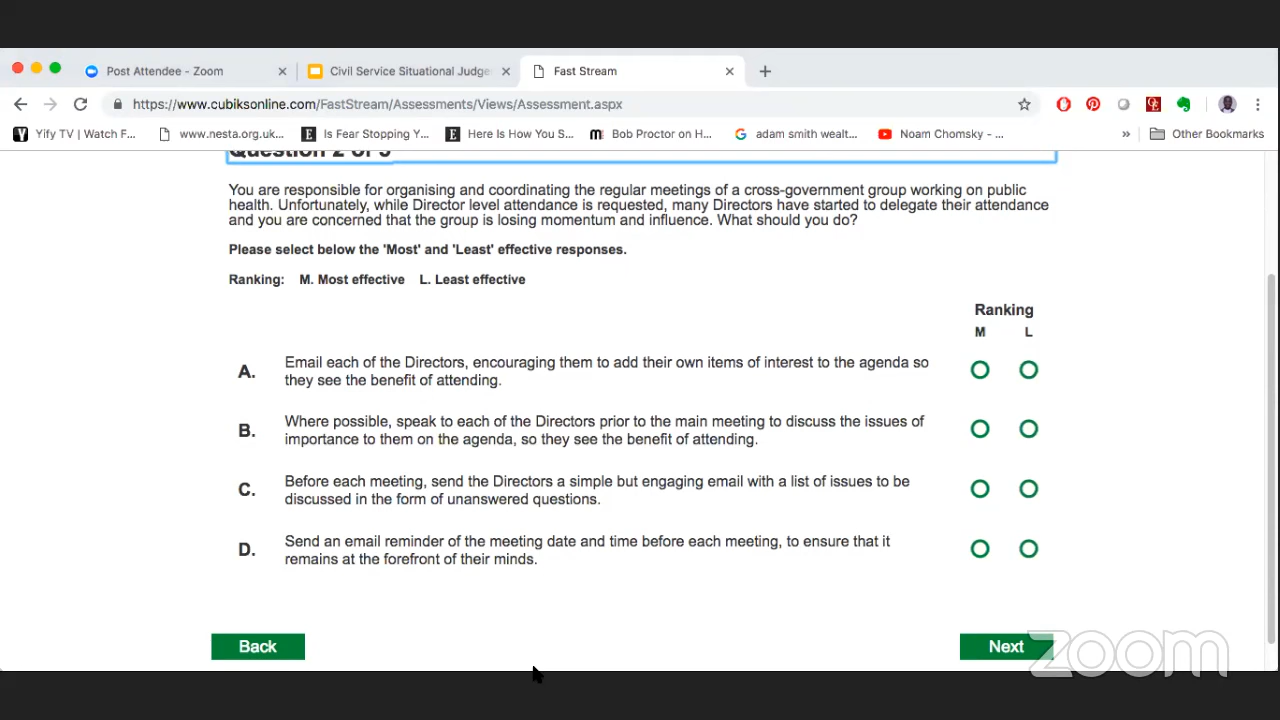 Post Attendee - Zoom
Civil Service Situational Judge
Fast Stream
https://www.cubiksonline.com/FastStream/Assessments/Views/Assessment.aspx
Yify TV | Watch F...
www.nesta.org.uk...
Is Fear Stopping Y...
Here Is How You S...
Bob Proctor on H...
adam smith wealt...
Noam Chomsky - ...
»
Other Bookmarks
Question 2 of 5
You are responsible for organising and coordinating the regular meetings of a cross-government group working on public
health. Unfortunately, while Director level attendance is requested, many Directors have started to delegate their attendance
and you are concerned that the group is losing momentum and influence. What should you do?
Please select below the 'Most' and 'Least' effective responses.
Ranking: M. Most effective L. Least effective
Ranking
M L
A. Email each of the Directors, encouraging them to add their own items of interest to the agenda so
they see the benefit of attending.
B. Where possible, speak to each of the Directors prior to the main meeting to discuss the issues of
importance to them on the agenda, so they see the benefit of attending.
C. Before each meeting, send the Directors a simple but engaging email with a list of issues to be
discussed in the form of unanswered questions.
D. Send an email reminder of the meeting date and time before each meeting, to ensure that it
remains at the forefront of their minds.
Back
Next
zoom